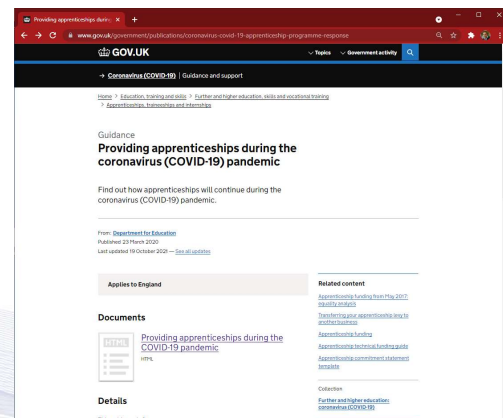 Providing apprenticeships during
www.gov.uk/government/publications/coronavirus-covid-19-apprenticeship-programme-response
GOV.UK
Topics
Government activity
→ Coronavirus (COVID-19) | Guidance and support
Home > Education, training and skills > Further and higher education, skills and vocational training
> Apprenticeships, traineeships and internships
Guidance
Providing apprenticeships during the
coronavirus (COVID-19) pandemic
Find out how apprenticeships will continue during the
coronavirus (COVID-19) pandemic.
From: Department for Education
Published 23 March 2020
Last updated 19 October 2021 — See all updates
Applies to England
Documents
HTML
Providing apprenticeships during the
COVID-19 pandemic
HTML
Details
Related content
Apprenticeship funding from May 2017:
equality analysis
Transferring your apprenticeship levy to
another business
Apprenticeship funding
Apprenticeship technical funding guide
Apprenticeship commitment statement
template
Collection
Further and higher education:
coronavirus (COVID-19)